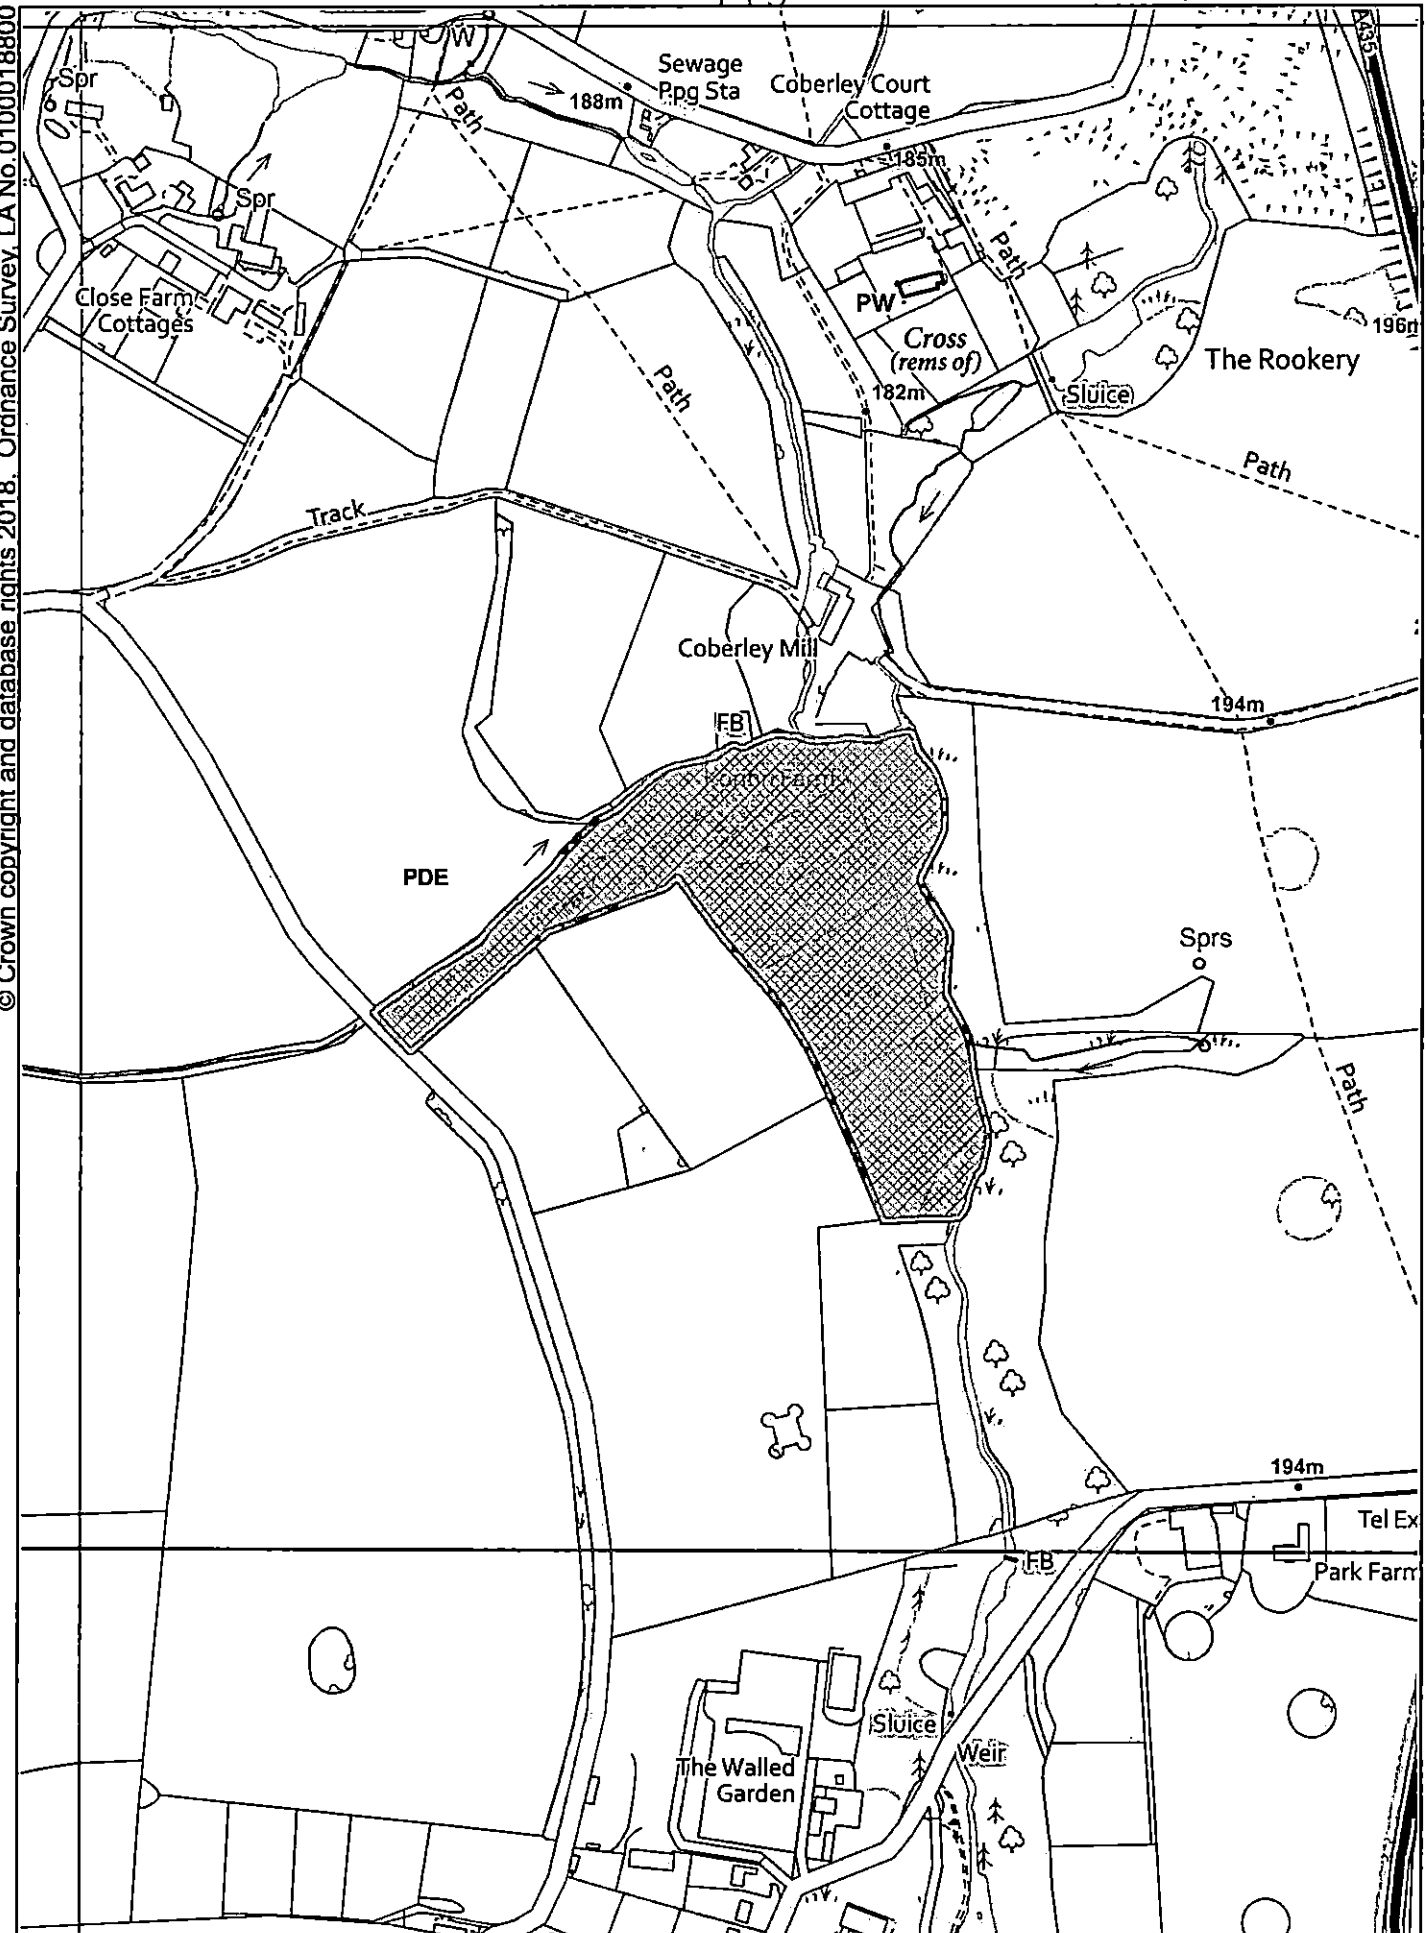 © Crown copyright and database rights 2018. Ordnance Survey, LA No.0100018800
W
A435
Spr
Path
188m
Sewage
Ppg Sta
Coberley Court
Cottage
185m
Spr
Path
PW
Close Farm
Cottages
Cross
(rems of)
196m
The Rookery
Path
182m
Sluice
Path
Track
Coberley Mill
194m
FB
PDE
Sprs
Path
194m
Tel Ex
FB
Park Farm
Sluice
Weir
The Walled
Garden